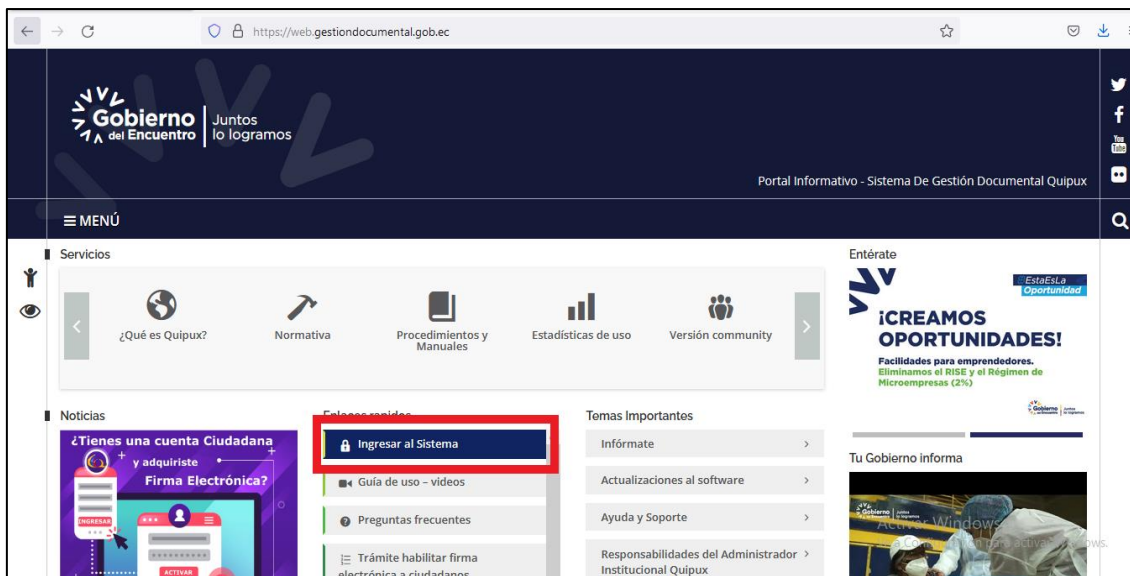 https://web.gestiondocumental.gob.ec
Gobierno
del Encuentro
Juntos
lo logramos
You
Tube
Portal Informativo - Sistema De Gestión Documental Quipux
MENÚ
Servicios
¿Qué es Quipux?
Normativa
Procedimientos y
Manuales
Estadísticas de uso
Versión community
Entérate
EstaEsLa
Oportunidad
¡CREAMOS
OPORTUNIDADES!
Facilidades para emprendedores.
Eliminamos el RISE y el Régimen de
Microempresas (2%)
Noticias
¿Tienes una cuenta Ciudadana
y adquiriste
Firma Electrónica?
INGRESAR
ACTIVAR
Enlaces rapidos
Ingresar al Sistema
Guía de uso – videos
Preguntas frecuentes
Trámite habilitar firma
electrónica a ciudadanos
Temas Importantes
Infórmate
Actualizaciones al software
Ayuda y Soporte
Responsabilidades del Administrador
Institucional Quipux
Tu Gobierno informa
Activar Windows